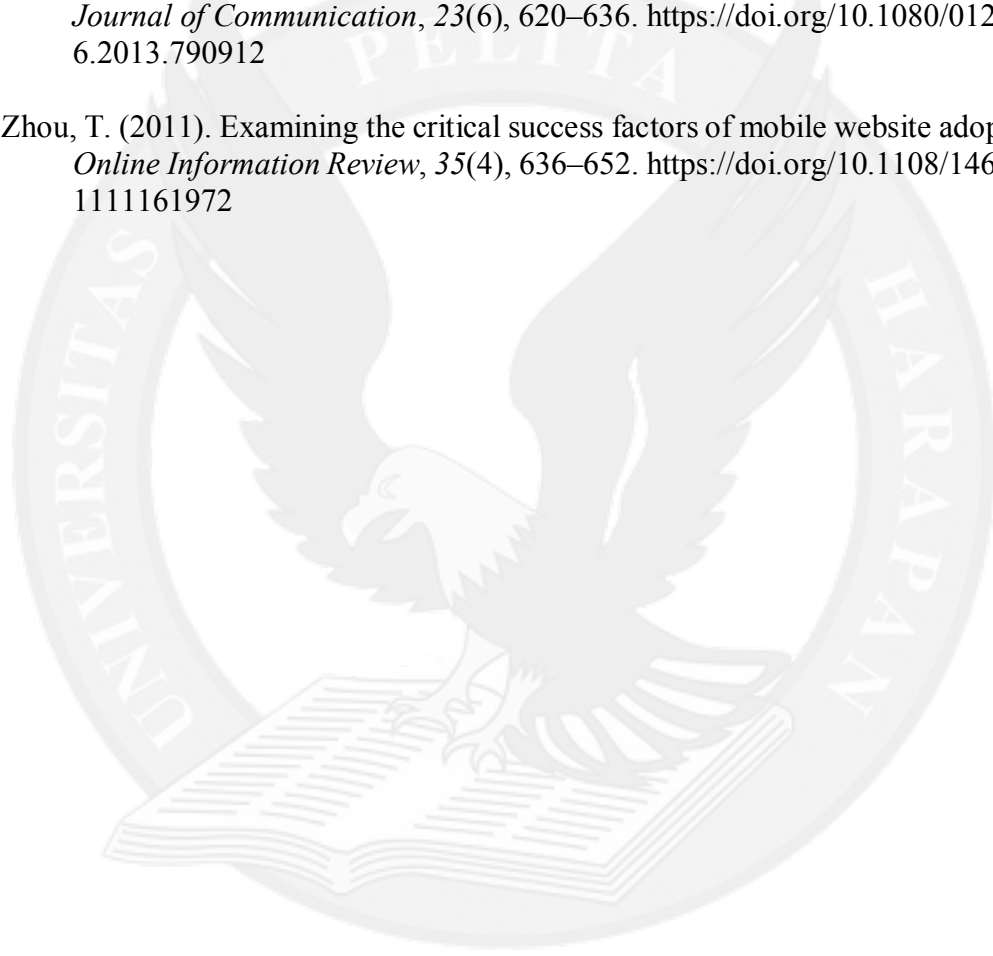 Journal of Communication, 23(6), 620–636. https://doi.org/10.1080/012
6.2013.790912
Zhou, T. (2011). Examining the critical success factors of mobile website adop
Online Information Review, 35(4), 636–652. https://doi.org/10.1108/146
1111161972
UNIVERSITAS PELITA HARAPAN